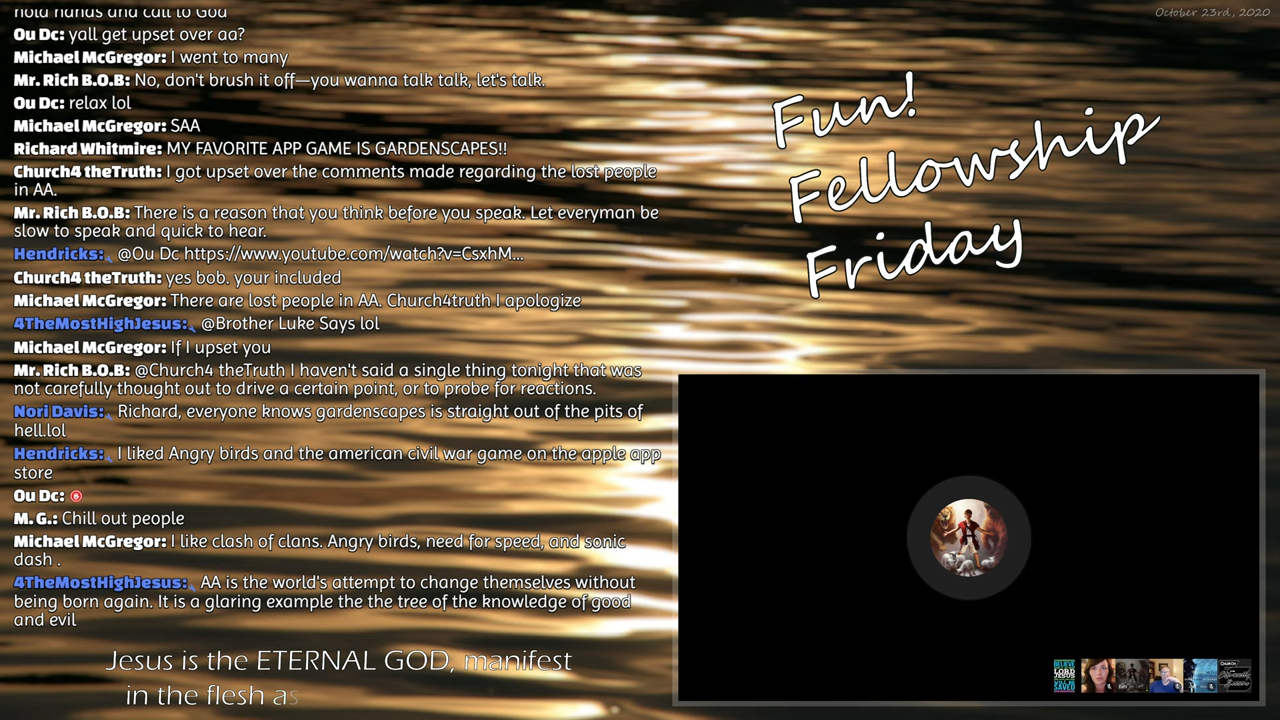 hold hands and call to God
Ou Dc: yall get upset over aa?
Michael McGregor: I went to many
Mr. Rich B.O.B: No, don't brush it off—you wanna talk talk, let's talk.
Ou Dc: relax lol
Michael McGregor: SAA
Richard Whitmire: MY FAVORITE APP GAME IS GARDENSCAPES!!
Church4 theTruth: I got upset over the comments made regarding the lost people
in AA.
Mr. Rich B.O.B: There is a reason that you think before you speak. Let everyman be
slow to speak and quick to hear.
Hendricks: @Ou Dc https://www.youtube.com/watch?v=CsxhM...
Church4 theTruth: yes bob. your included
Michael McGregor: There are lost people in AA. Church4truth I apologize
4TheMostHighJesus: @Brother Luke Says lol
Michael McGregor: If I upset you
Mr. Rich B.O.B: @Church4 theTruth I haven't said a single thing tonight that was
not carefully thought out to drive a certain point, or to probe for reactions.
Nori Davis: Richard, everyone knows gardenscapes is straight out of the pits of
hell.lol
Hendricks: I liked Angry birds and the american civil war game on the apple app
store
Ou Dc:
M. G.: Chill out people
Michael McGregor: I like clash of clans. Angry birds, need for speed, and sonic
dash .
4TheMostHighJesus: AA is the world's attempt to change themselves without
being born again. It is a glaring example the the tree of the knowledge of good
and evil
Jesus is the ETERNAL GOD, manifest
in the flesh as
October 23rd, 2020
Fun!
Fellowship
Friday
BELIEVE
LORD
JESUS
SAVED
CHURCH